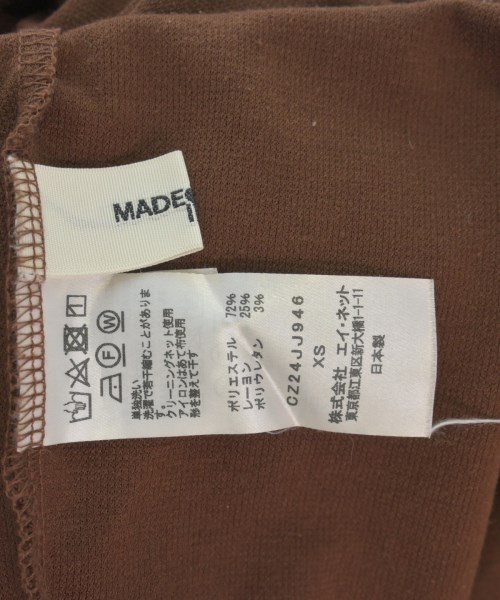 MADE
F
W
単独洗い
洗濯で若干縮むことがありま
す。
クリーニングネット使用
アイロンはあて布使用
形を整えて干す
ポリエステル 72%
レーヨン 25%
ポリウレタン 3%
CZ24JJ946
XS
株式会社 エイ・ネット
東京都江東区新大橋1-1-11
日本製